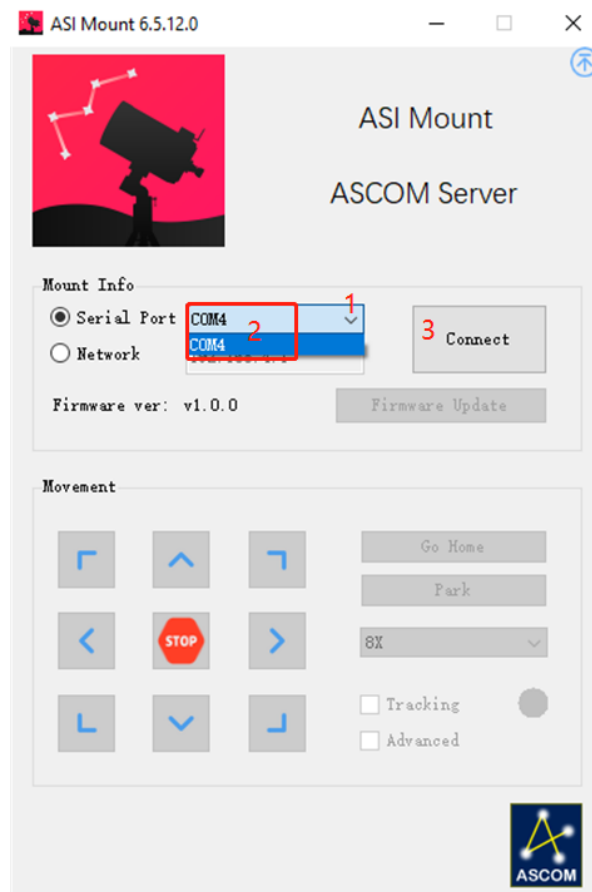 ASI Mount 6.5.12.0
ASI Mount
ASCOM Server
Mount Info
Serial Port COM4 1
COM4 2
3 Connect
Network
Firmware ver: v1.0.0 Firmware Update
Movement
Go Home
Park
STOP
8X
Tracking
Advanced
ASCOM